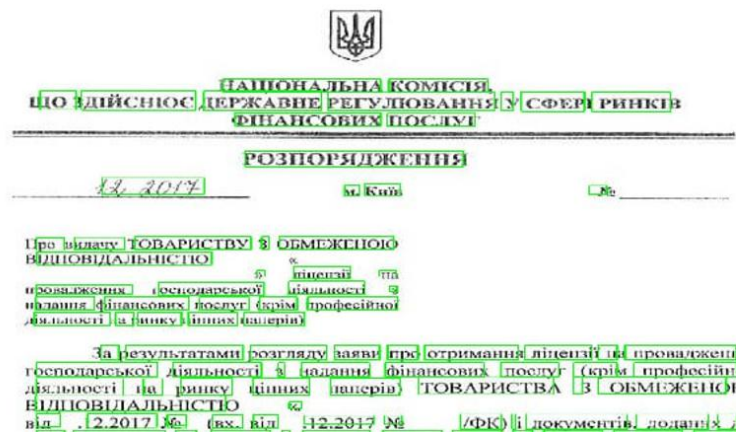 НАЦІОНАЛЬНА КОМІСІЯ,
ЩО ЗДІЙСНЮЄ ДЕРЖАВНЕ РЕГУЛЮВАННЯ У СФЕРІ РИНКІВ
ФІНАНСОВИХ ПОСЛУГ
РОЗПОРЯДЖЕННЯ
12 2017 м. Київ №
Про видачу ТОВАРИСТВУ З ОБМЕЖЕНОЮ
ВІДПОВІДАЛЬНІСТЮ «
» ліцензії на
провадження господарської діяльності з
надання фінансових послуг (крім професійної
діяльності на ринку цінних паперів)
За результатами розгляду заяви про отримання ліцензії на провадженн
господарської діяльності з надання фінансових послуг (крім професійн
діяльності на ринку цінних паперів) ТОВАРИСТВА З ОБМЕЖЕНОЮ
ВІДПОВІДАЛЬНІСТЮ «
від . 2.2017 № (вх. від .12.2017 № /ФК) і документів, доданих д